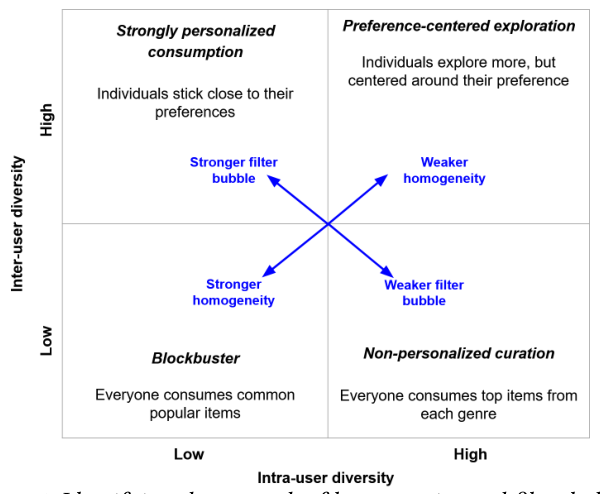 Strongly personalized
consumption
Individuals stick close to their
preferences
Preference-centered exploration
Individuals explore more, but
centered around their preference
High
Inter-user diversity
Stronger filter
bubble
Weaker
homogeneity
Stronger
homogeneity
Weaker filter
bubble
Low
Blockbuster
Everyone consumes common
popular items
Non-personalized curation
Everyone consumes top items from
each genre
Low
High
Intra-user diversity